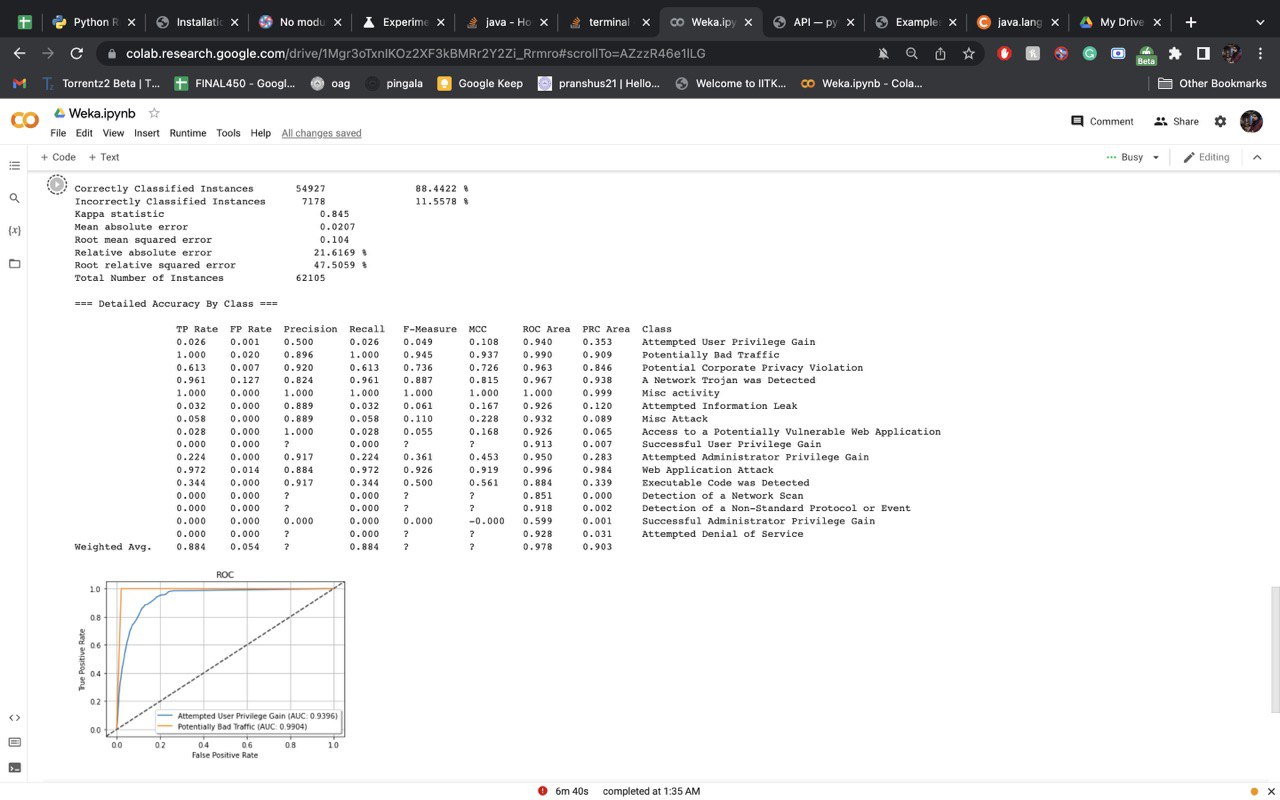 Python R
Installatic
No modu
Experime
java - Ho
terminal
Weka.ipy
API — py
Examples
java.lang
My Drive
colab.research.google.com/drive/1Mgr3oTxnIKOz2XF3kBMRr2Y2Zi_Rrmro#scrollTo=AZzzR46e1lLG
Beta
Torrentz2 Beta | T...
FINAL450 - Googl...
oag
pingala
Google Keep
pranshus21 | Hello...
Welcome to IITK...
Weka.ipynb - Cola...
Other Bookmarks
Weka.ipynb
Comment
Share
File Edit View Insert Runtime Tools Help All changes saved
+ Code + Text
Busy
Editing
Correctly Classified Instances 54927 88.4422 %
Incorrectly Classified Instances 7178 11.5578 %
Kappa statistic 0.845
Mean absolute error 0.0207
Root mean squared error 0.104
Relative absolute error 21.6169 %
Root relative squared error 47.5059 %
Total Number of Instances 62105
=== Detailed Accuracy By Class ===
TP Rate FP Rate Precision Recall F-Measure MCC ROC Area PRC Area Class
0.026 0.001 0.500 0.026 0.049 0.108 0.940 0.353 Attempted User Privilege Gain
1.000 0.020 0.896 1.000 0.945 0.937 0.990 0.909 Potentially Bad Traffic
0.613 0.007 0.920 0.613 0.736 0.726 0.963 0.846 Potential Corporate Privacy Violation
0.961 0.127 0.824 0.961 0.887 0.815 0.967 0.938 A Network Trojan was Detected
1.000 0.000 1.000 1.000 1.000 1.000 1.000 0.999 Misc activity
0.032 0.000 0.889 0.032 0.061 0.167 0.926 0.120 Attempted Information Leak
0.058 0.000 0.889 0.058 0.110 0.228 0.932 0.089 Misc Attack
0.028 0.000 1.000 0.028 0.055 0.168 0.926 0.065 Access to a Potentially Vulnerable Web Application
0.000 0.000 ? 0.000 ? ? 0.913 0.007 Successful User Privilege Gain
0.224 0.000 0.917 0.224 0.361 0.453 0.950 0.283 Attempted Administrator Privilege Gain
0.972 0.014 0.884 0.972 0.926 0.919 0.996 0.984 Web Application Attack
0.344 0.000 0.917 0.344 0.500 0.561 0.884 0.339 Executable Code was Detected
0.000 0.000 ? 0.000 ? ? 0.851 0.000 Detection of a Network Scan
0.000 0.000 ? 0.000 ? ? 0.918 0.002 Detection of a Non-Standard Protocol or Event
0.000 0.000 0.000 0.000 0.000 -0.000 0.599 0.001 Successful Administrator Privilege Gain
0.000 0.000 ? 0.000 ? ? 0.928 0.031 Attempted Denial of Service
Weighted Avg. 0.884 0.054 ? 0.884 ? ? 0.978 0.903
ROC
1.0
0.8
0.6
0.4
0.2
0.0
True Positive Rate
Attempted User Privilege Gain (AUC: 0.9396)
Potentially Bad Traffic (AUC: 0.9904)
0.0 0.2 0.4 0.6 0.8 1.0
False Positive Rate
6m 40s completed at 1:35 AM